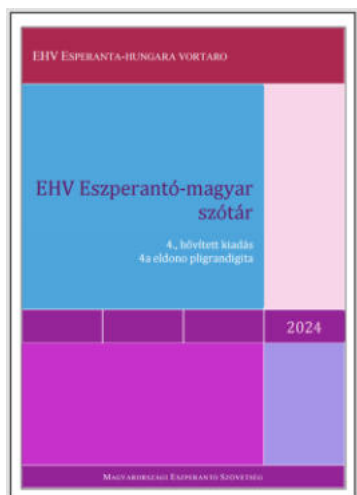 EHV ESPERANTA-HUNGARA VORTARO
EHV Eszperantó-magyar
szótár
4., bővített kiadás
4a eldono pligrandigita
2024
MAGYARORSZÁGI ESZPERANTÓ SZÖVETSÉG